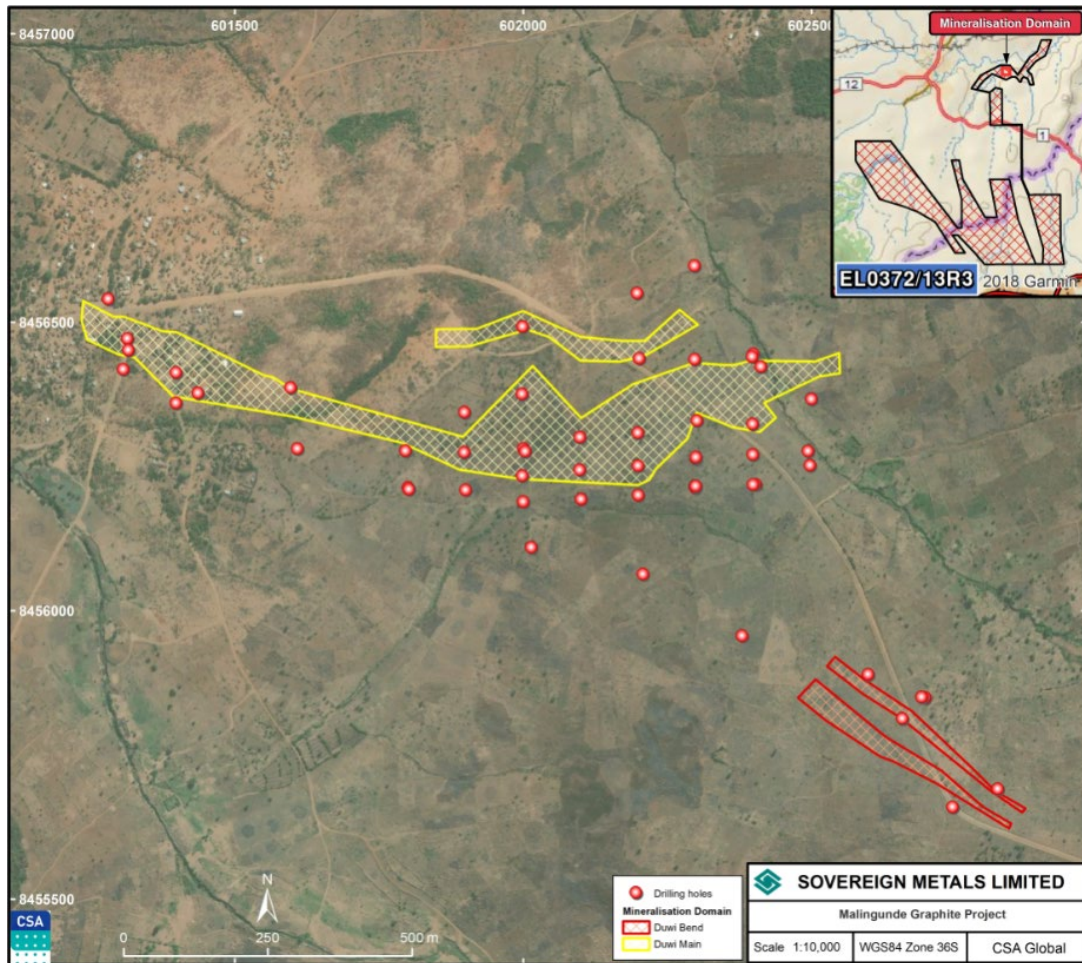 601500
602000
602500
8457000
8456500
8456000
8455500
Mineralisation Domain
12
1
EL0372/13R3
2018 Garmin
CSA
N
0
250
500 m
Drilling holes
Mineralisation Domain
Duwi Bend
Duwi Main
SOVEREIGN METALS LIMITED
Malingunde Graphite Project
Scale 1:10,000
WGS84 Zone 36S
CSA Global